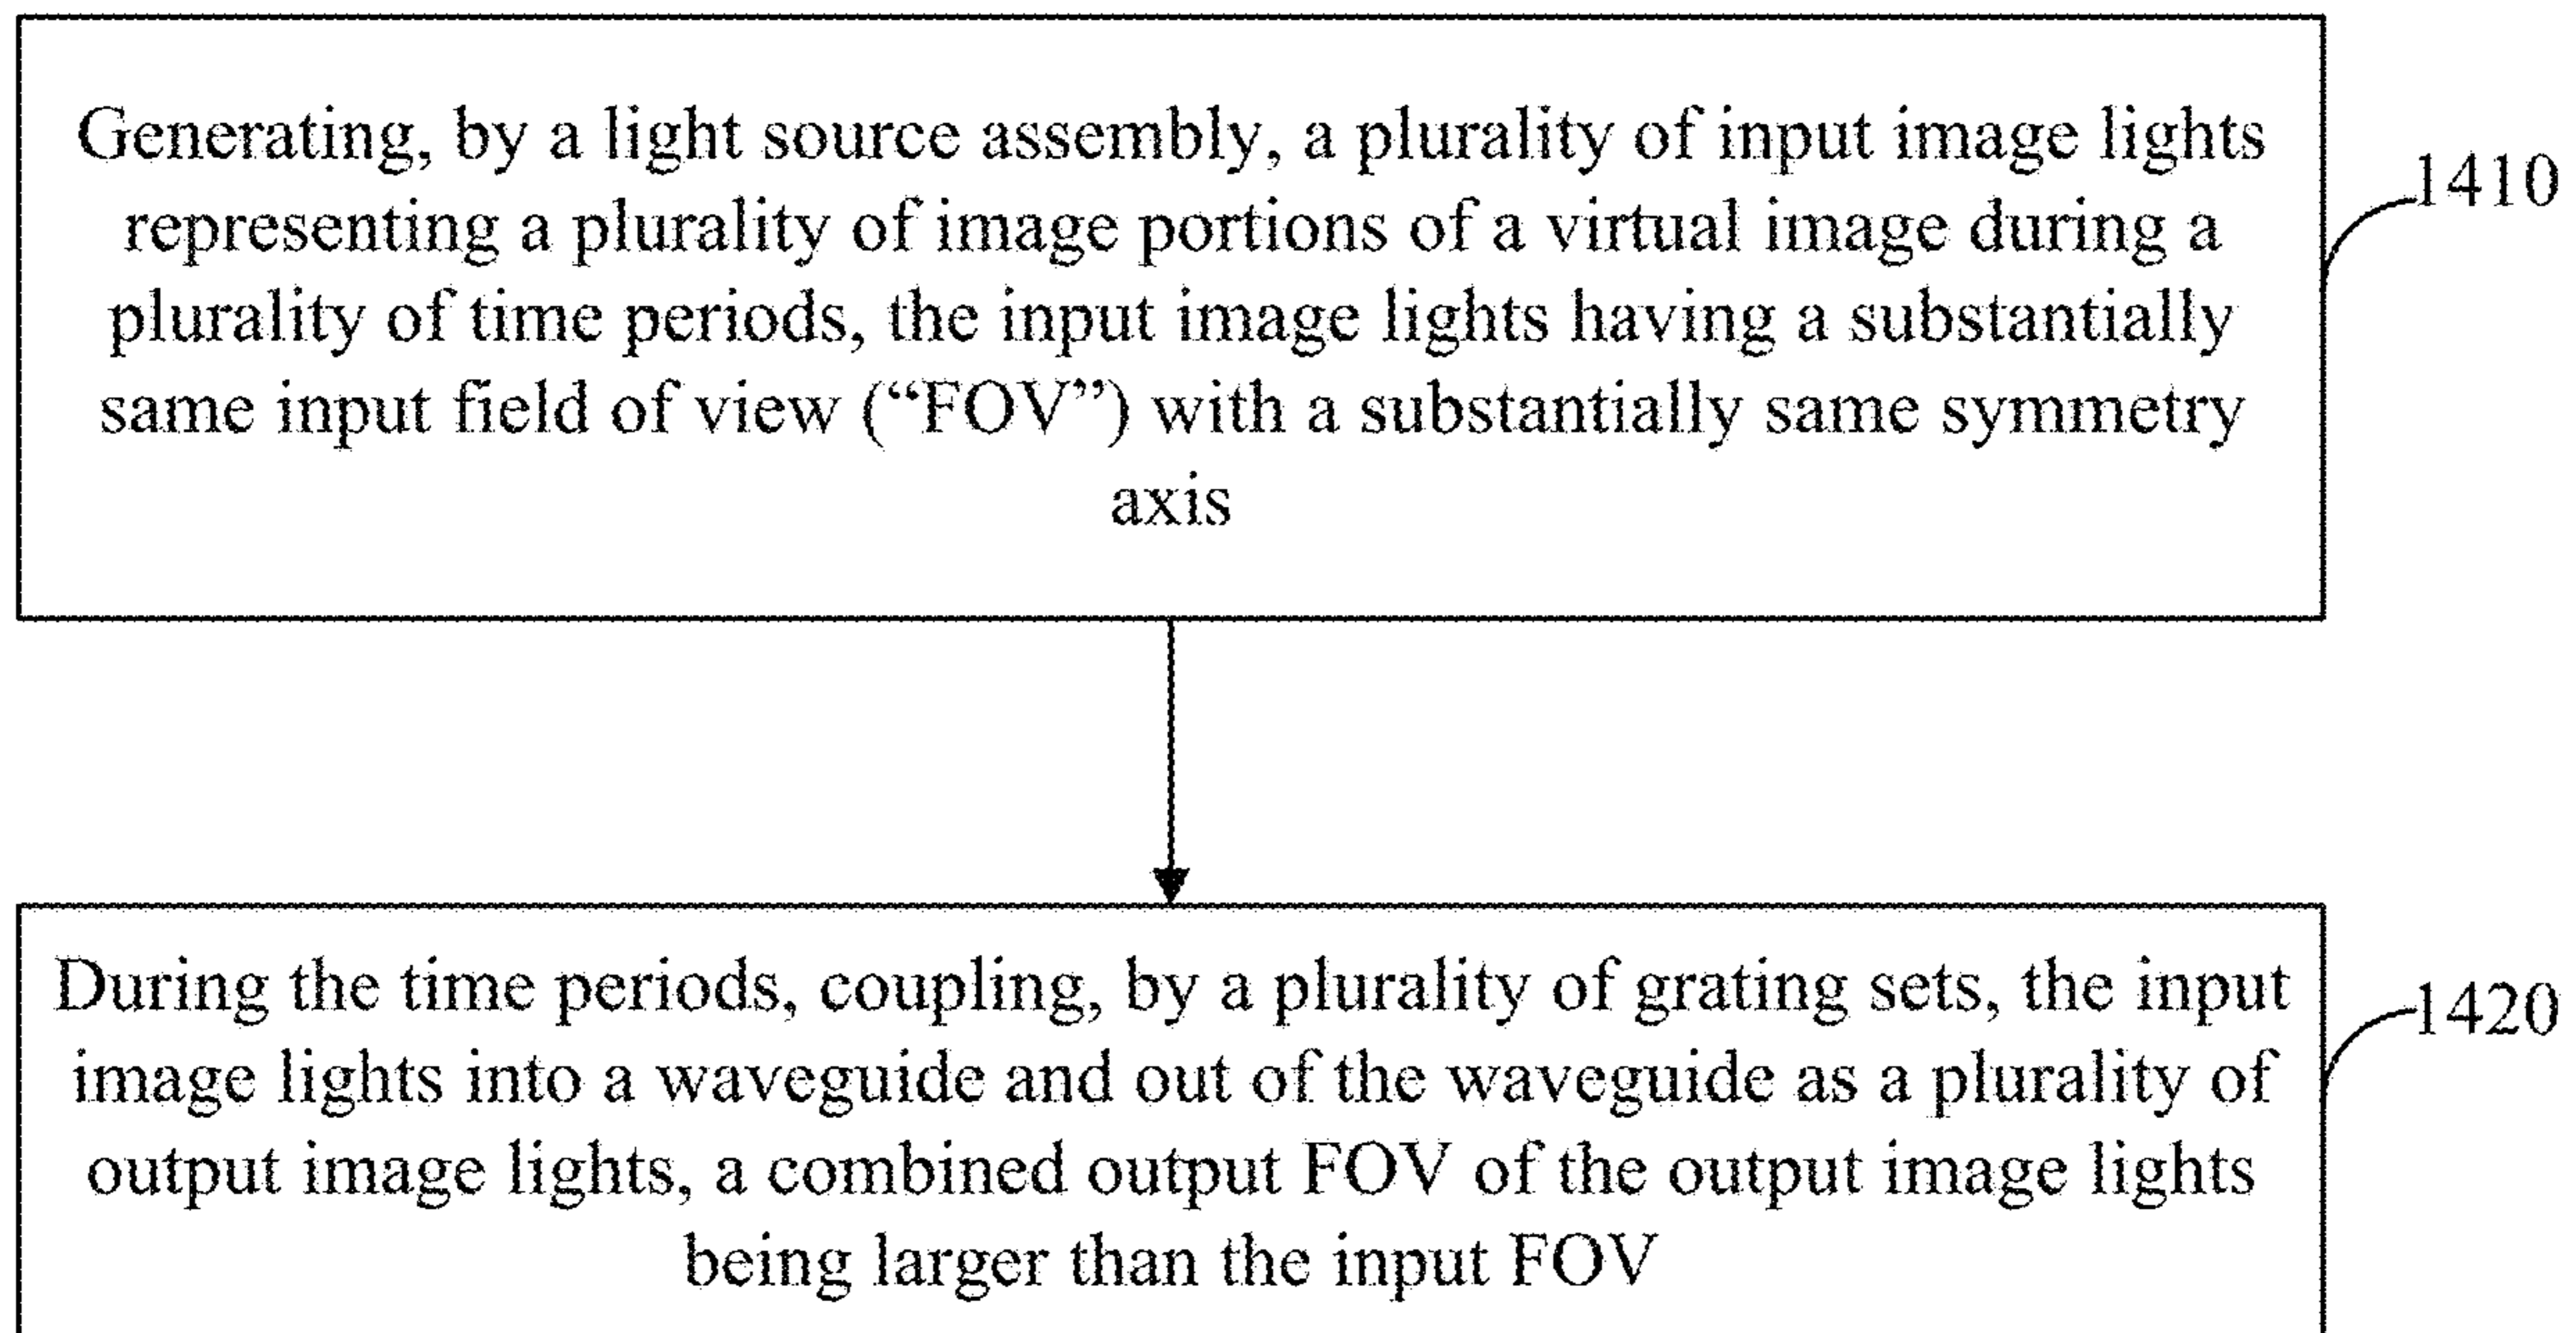 Generating, by a light source assembly, a plurality of input image lights
representing a plurality of image portions of a virtual image during a
plurality of time periods, the input image lights having a substantially
same input field of view (“FOV”) with a substantially same symmetry
axis
1410
During the time periods, coupling, by a plurality of grating sets, the input
image lights into a waveguide and out of the waveguide as a plurality of
output image lights, a combined output FOV of the output image lights
being larger than the input FOV
1420